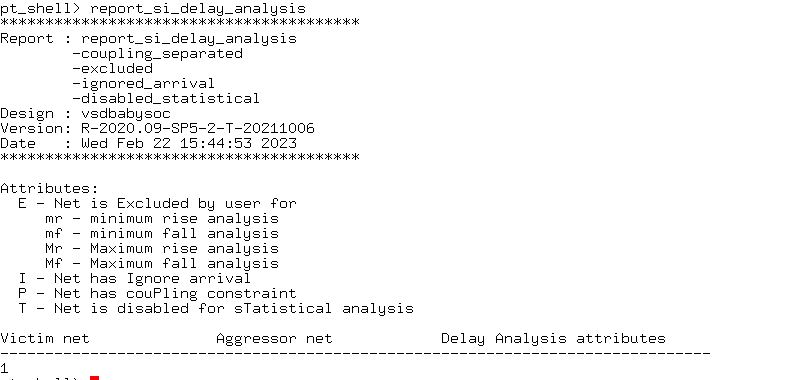 pt_shell> report_si_delay_analysis
****************************************
Report : report_si_delay_analysis
-coupling_separated
-excluded
-ignored_arrival
-disabled_statistical
Design : vsdbabysoc
Version: R-2020.09-SP5-2-T-20211006
Date   : Wed Feb 22 15:44:53 2023
****************************************
Attributes:
E - Net is Excluded by user for
mr - minimum rise analysis
mf - minimum fall analysis
Mr - Maximum rise analysis
Mf - Maximum fall analysis
I - Net has Ignore arrival
P - Net has couPling constraint
T - Net is disabled for sTatistical analysis
Victim net              Aggressor net            Delay Analysis attributes
-------------------------------------------------------------------------------
1